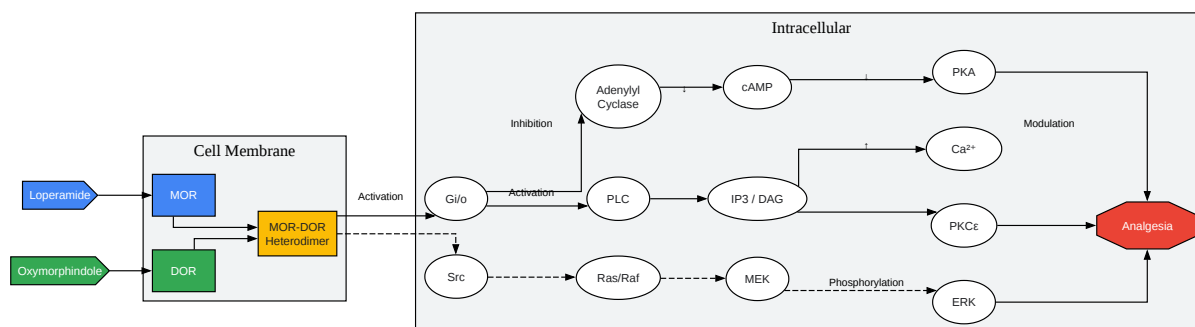 Intracellular
Adenylyl
Cyclase
↓
cAMP
↓
PKA
Inhibition
Modulation
Cell Membrane
↑
Ca²⁺
Loperamide
MOR
Activation
Gi/o
Activation
PLC
IP3 / DAG
PKCε
Analgesia
MOR-DOR
Heterodimer
Oxymorphindole
DOR
Src
Ras/Raf
MEK
Phosphorylation
ERK